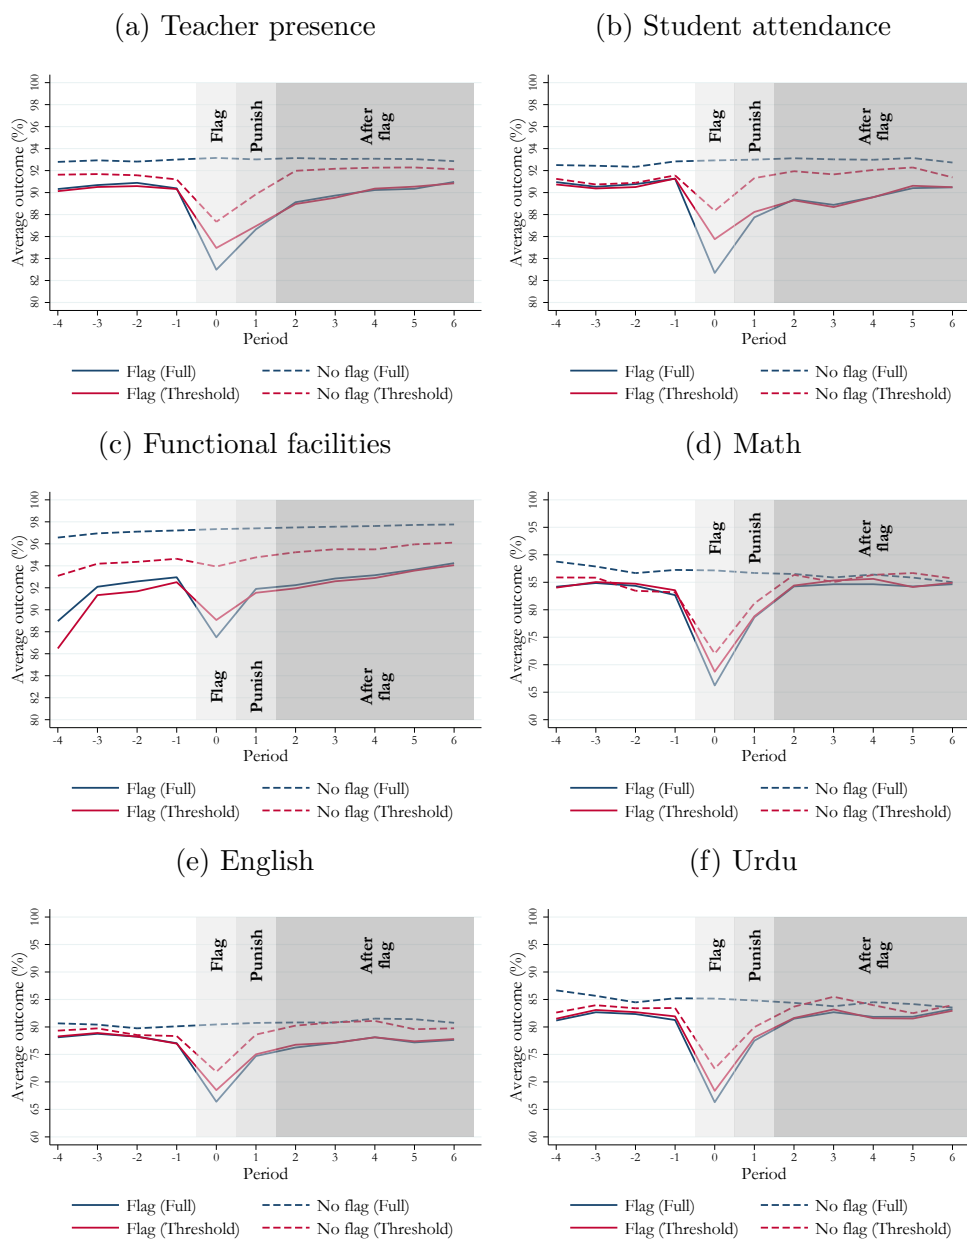 (a) Teacher presence
(b) Student attendance
Average outcome (%)
80 82 84 86 88 90 92 94 96 98 100
Flag
Punish
After
flag
-4 -3 -2 -1 0 1 2 3 4 5 6
Period
Flag (Full)
No flag (Full)
Flag (Threshold)
No flag (Threshold)
Average outcome (%)
80 82 84 86 88 90 92 94 96 98 100
Flag
Punish
After
flag
-4 -3 -2 -1 0 1 2 3 4 5 6
Period
Flag (Full)
No flag (Full)
Flag (Threshold)
No flag (Threshold)
(c) Functional facilities
(d) Math
Average outcome (%)
80 82 84 86 88 90 92 94 96 98 100
Flag
Punish
After
flag
-4 -3 -2 -1 0 1 2 3 4 5 6
Period
Flag (Full)
No flag (Full)
Flag (Threshold)
No flag (Threshold)
Average outcome (%)
60 65 70 75 80 85 90 95 100
Flag
Punish
After
flag
-4 -3 -2 -1 0 1 2 3 4 5 6
Period
Flag (Full)
No flag (Full)
Flag (Threshold)
No flag (Threshold)
(e) English
(f) Urdu
Average outcome (%)
60 65 70 75 80 85 90 95 100
Flag
Punish
After
flag
-4 -3 -2 -1 0 1 2 3 4 5 6
Period
Flag (Full)
No flag (Full)
Flag (Threshold)
No flag (Threshold)
Average outcome (%)
60 65 70 75 80 85 90 95 100
Flag
Punish
After
flag
-4 -3 -2 -1 0 1 2 3 4 5 6
Period
Flag (Full)
No flag (Full)
Flag (Threshold)
No flag (Threshold)